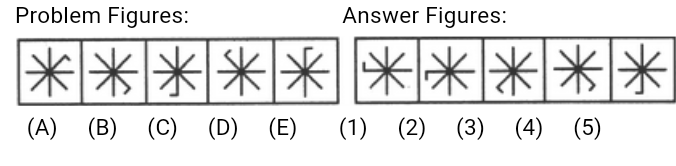 Problem Figures: Answer Figures:
(A) (B) (C) (D) (E) (1) (2) (3) (4) (5)